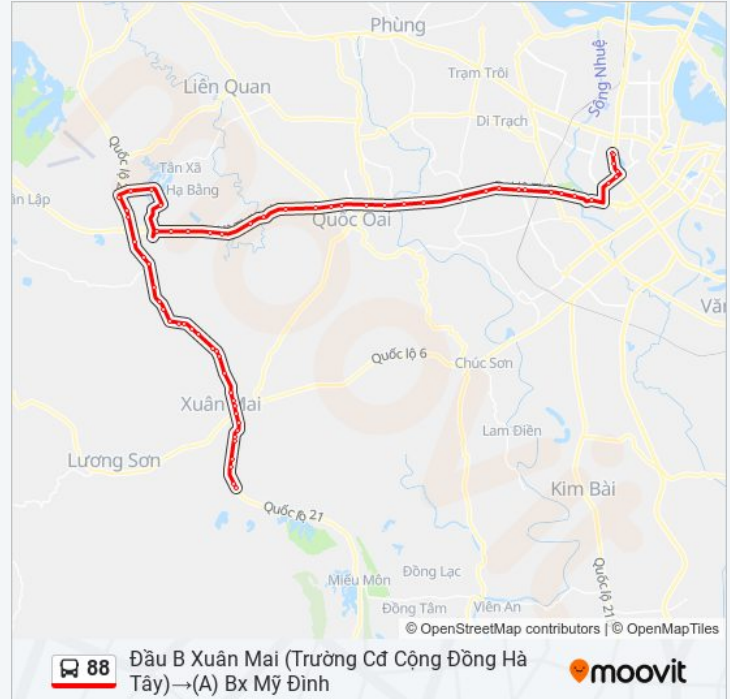 Phùng
Liên Quan
Trạm Trôi
Sông Nhuệ
Di Trạch
Quốc lộ
Tân Xã
Hạ Bằng
ân Lập
Quốc Oai
Văn
Quốc lộ 6
Chúc Sơn
Xuân Mai
Lam Điền
Lương Sơn
Kim Bài
Quốc lộ 21
Đồng Lạc
Miếu Môn
Quốc lộ 21
Đồng Tâm
Viên An
moovit
© OpenStreetMap contributors | © OpenMapTiles
88
Đầu B Xuân Mai (Trường Cđ Cộng Đồng Hà
Tây)→(A) Bx Mỹ Đình
moovit